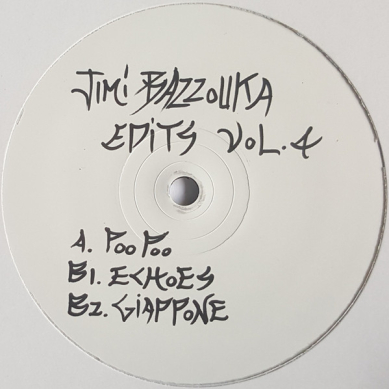 JIMI BAZZOUKA
EDITS VOL. 4
A. POO POO
B1. ECHOES
B2. GIAPPONE